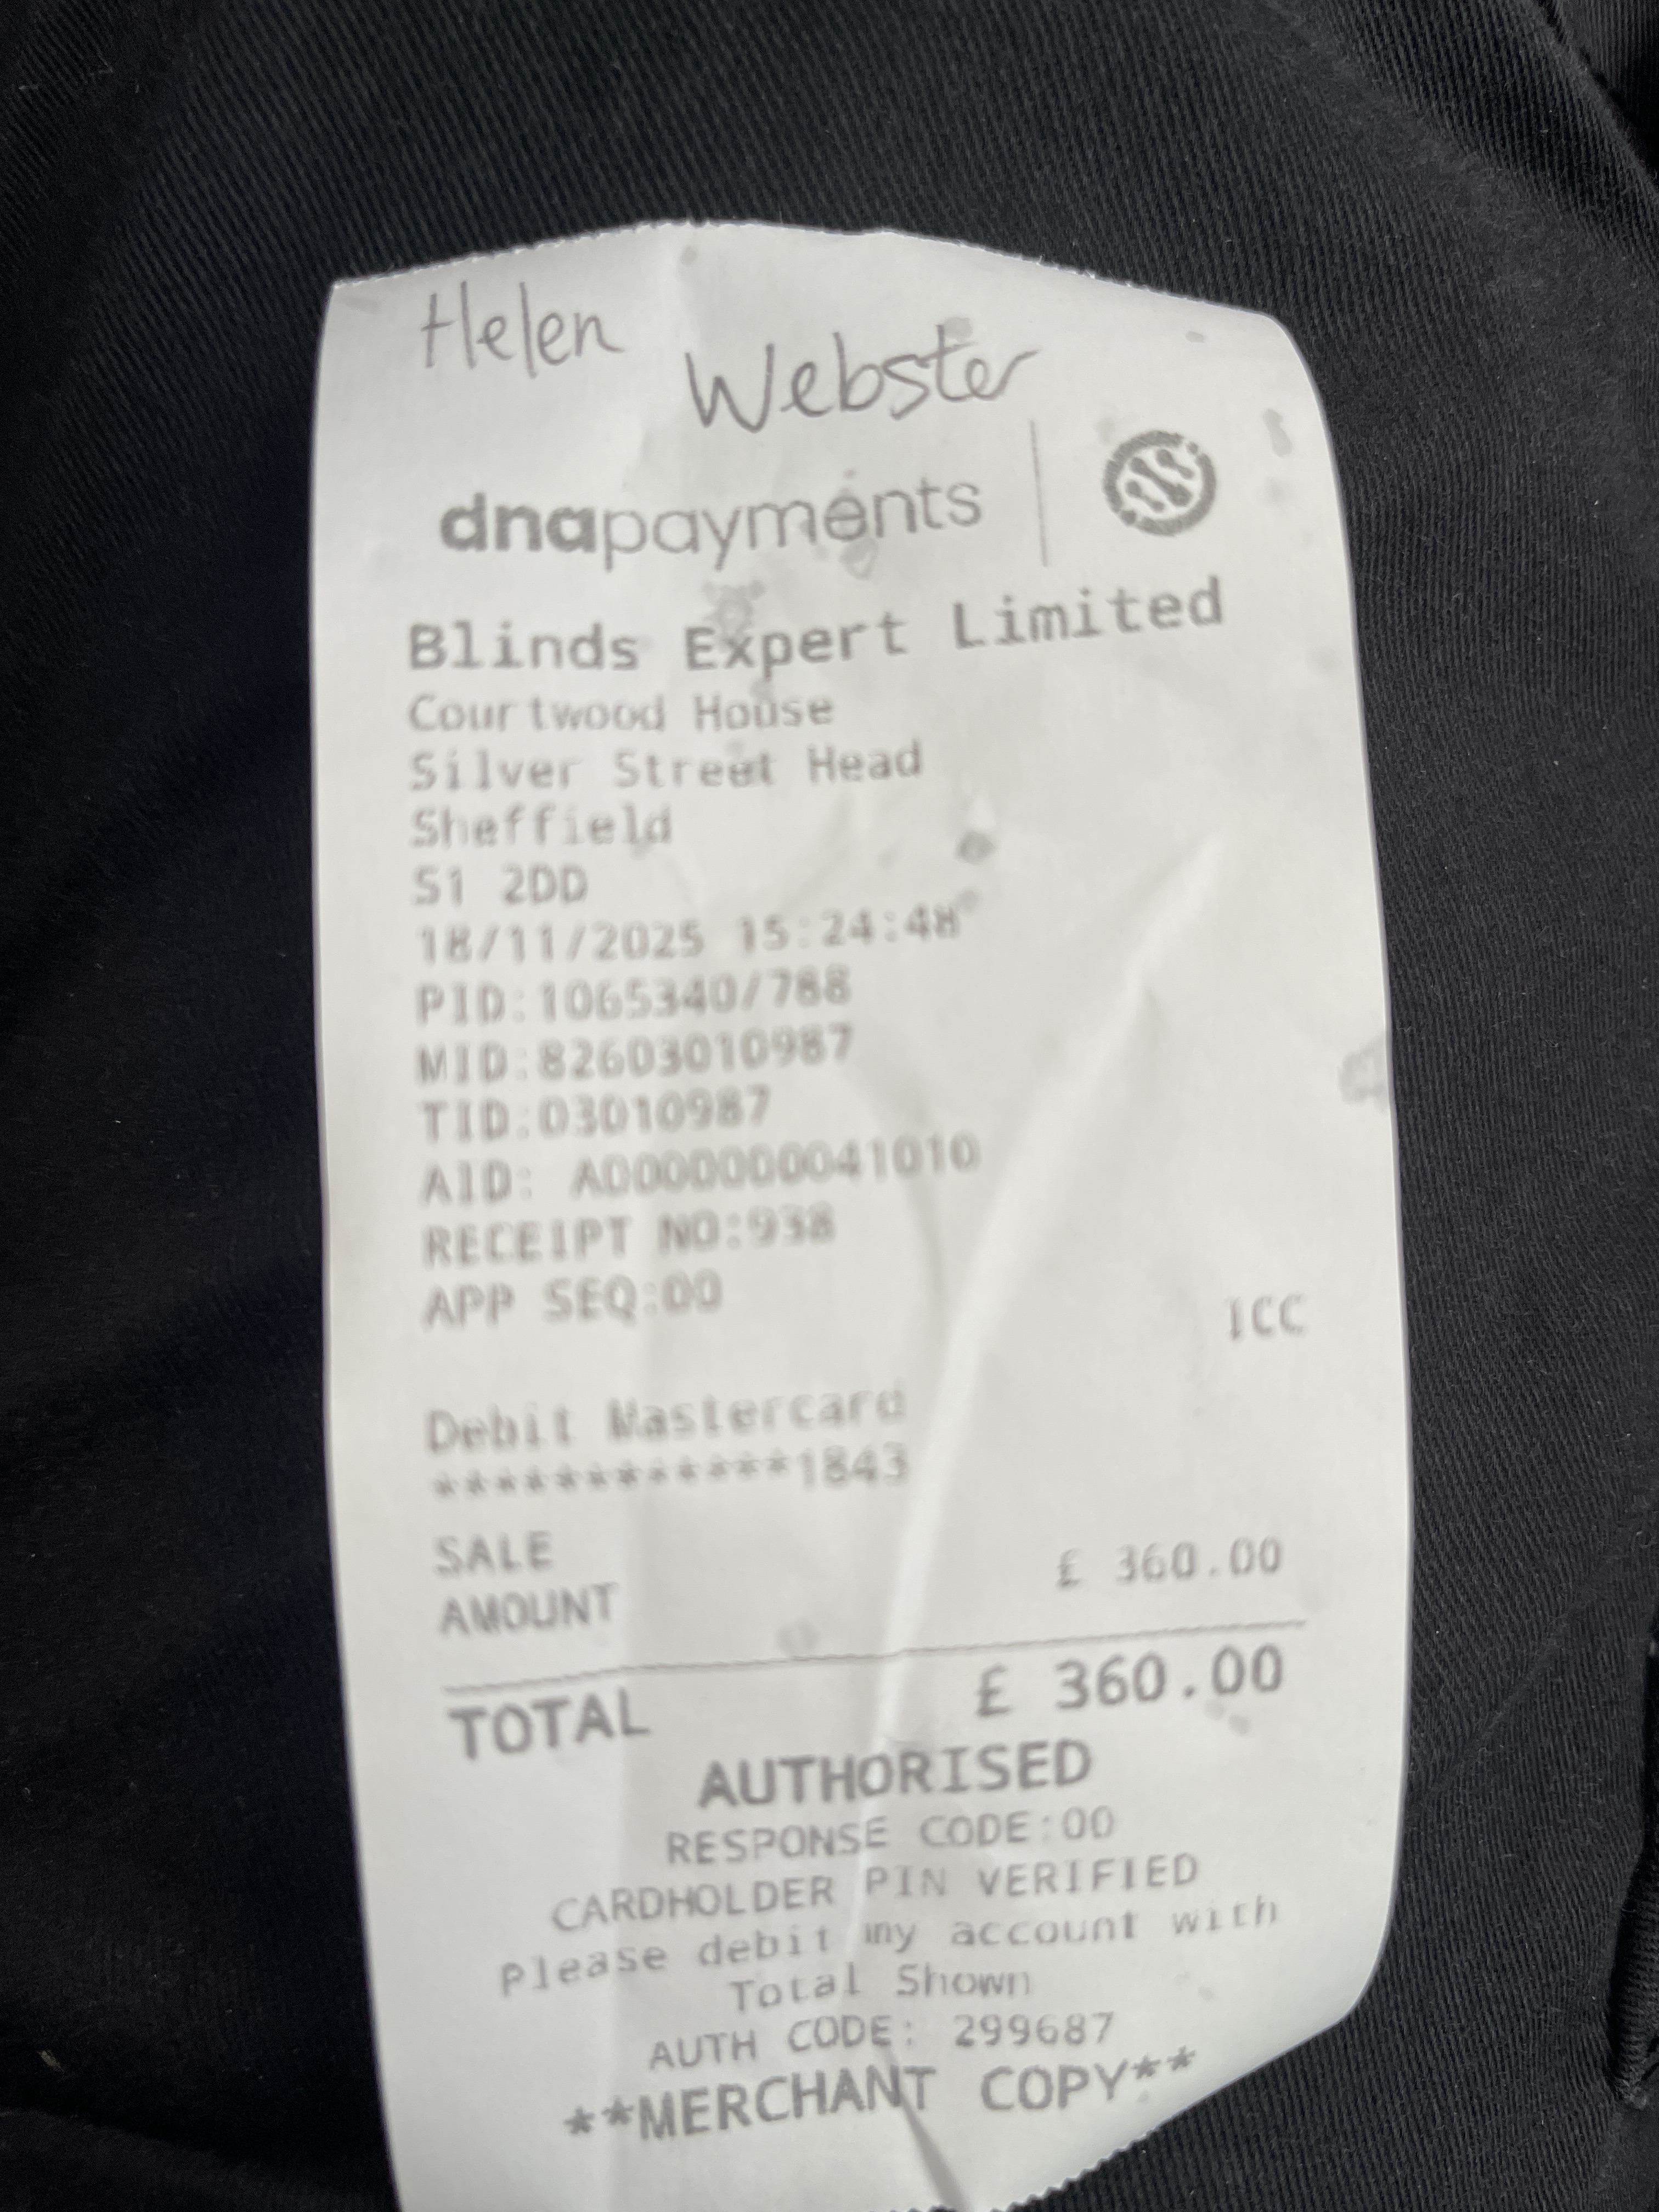 Helen
Webster
dnapayments
Blinds Expert Limited
Courtwood House
Silver Street Head
Sheffield
S1 2DD
18/11/2025 15:24:48
PID:1065340/788
MID:82603010987
TID:03010987
AID: A0000000041010
RECEIPT NO:938
APP SEQ:00
ICC
Debit Mastercard
************1843
SALE
AMOUNT £ 360.00
TOTAL £ 360.00
AUTHORISED
RESPONSE CODE:00
CARDHOLDER PIN VERIFIED
Please debit my account with
Total Shown
AUTH CODE: 299687
**MERCHANT COPY**